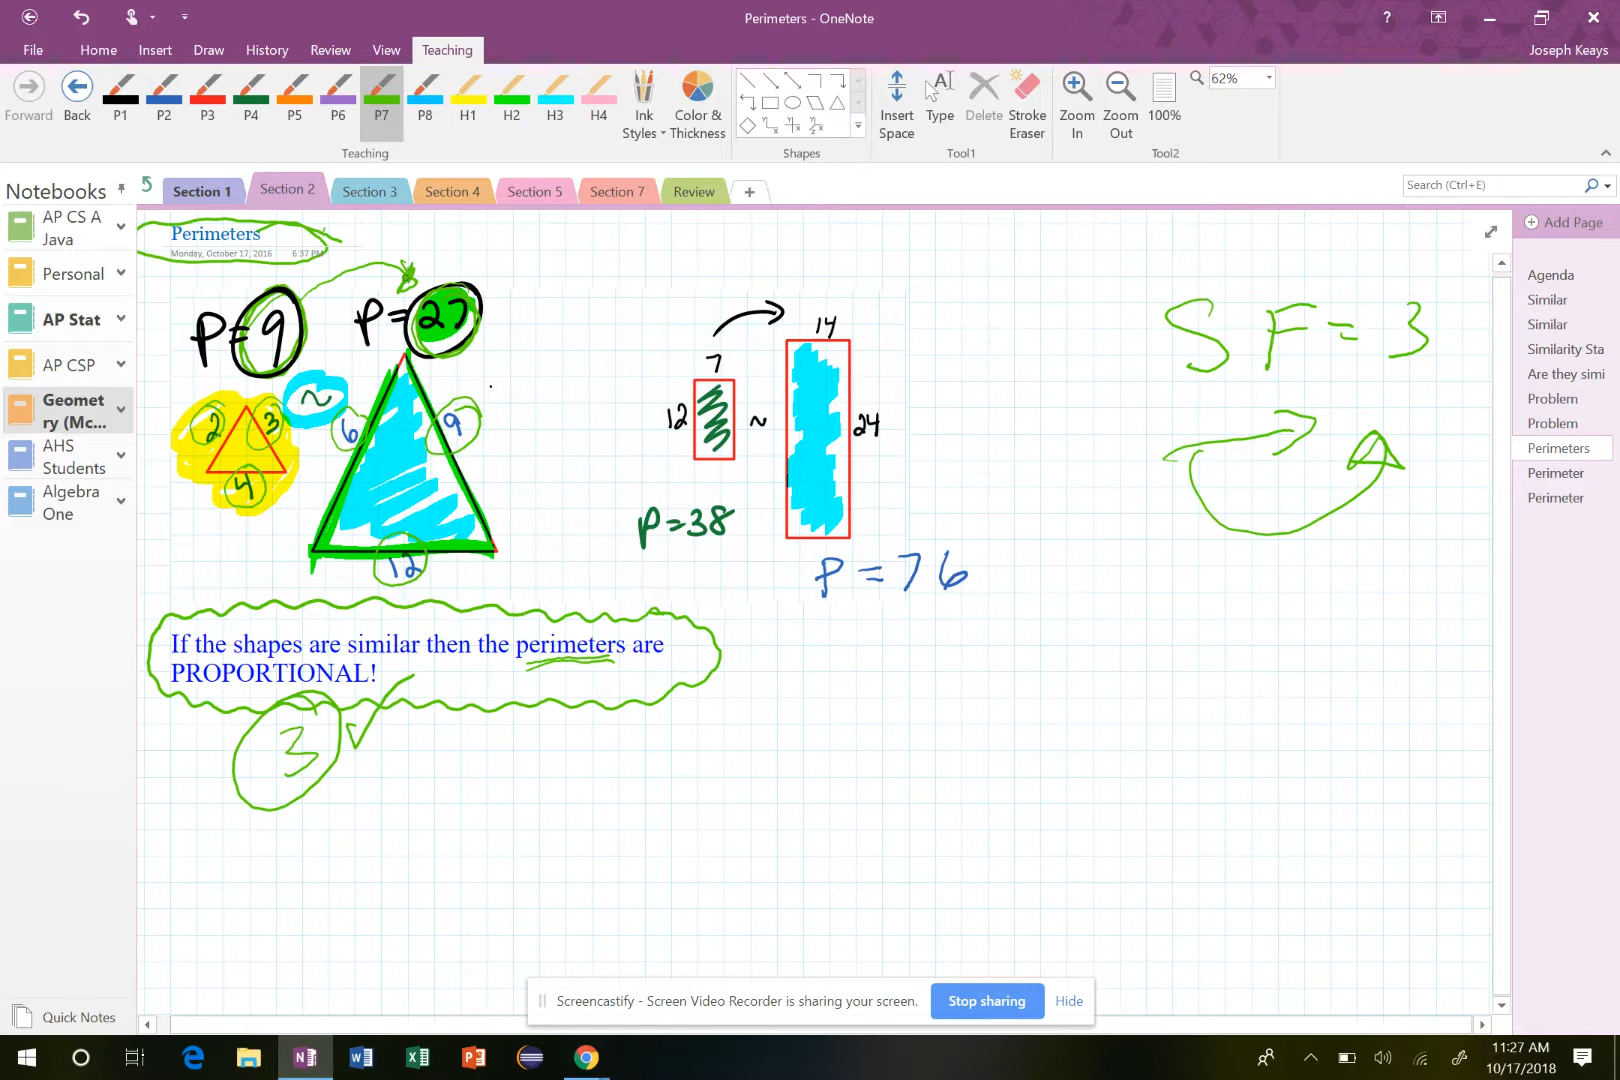 Perimeters - OneNote
?
Joseph Keays
File Home Insert Draw History Review View Teaching
Forward Back P1 P2 P3 P4 P5 P6 P7 P8 H1 H2 H3 H4 Ink Styles Color & Thickness Insert Space Type Delete Stroke Eraser Zoom In Zoom Out 100% 62%
Teaching Shapes Tool1 Tool2
Notebooks
Section 1 Section 2 Section 3 Section 4 Section 5 Section 7 Review +
Search (Ctrl+E)
AP CS A Java
Personal
AP Stat
AP CSP
Geomet ry (Mc...
AHS Students
Algebra One
Quick Notes
Perimeters
Monday, October 17, 2016 6:37 PM
P=9 P=27
2 3 4
~
6 9 12
7 12
~
14 24
P=38
P=76
SF=3
If the shapes are similar then the perimeters are
PROPORTIONAL!
3
Add Page
Agenda
Similar
Similar
Similarity Sta
Are they simi
Problem
Problem
Perimeters
Perimeter
Perimeter
Screencastify - Screen Video Recorder is sharing your screen. Stop sharing Hide
11:27 AM
10/17/2018